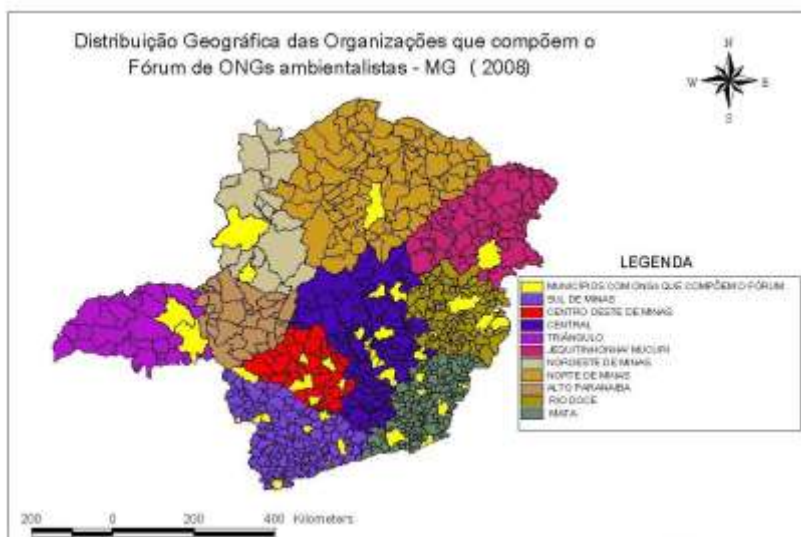 Distribuição Geográfica das Organizações que compõem o
Fórum de ONGs ambientalistas - MG ( 2008)
N
W E
S
LEGENDA
MUNICÍPIOS COM ONGs QUE COMPÕEM O FÓRUM
SUL DE MINAS
CENTRO OESTE DE MINAS
CENTRAL
TRIÂNGULO
JEQUITINHONHA/ MUCURI
NOROESTE DE MINAS
NORTE DE MINAS
ALTO PARANAIBA
RIO DOCE
MATA
200 0 200 400 Kilometers